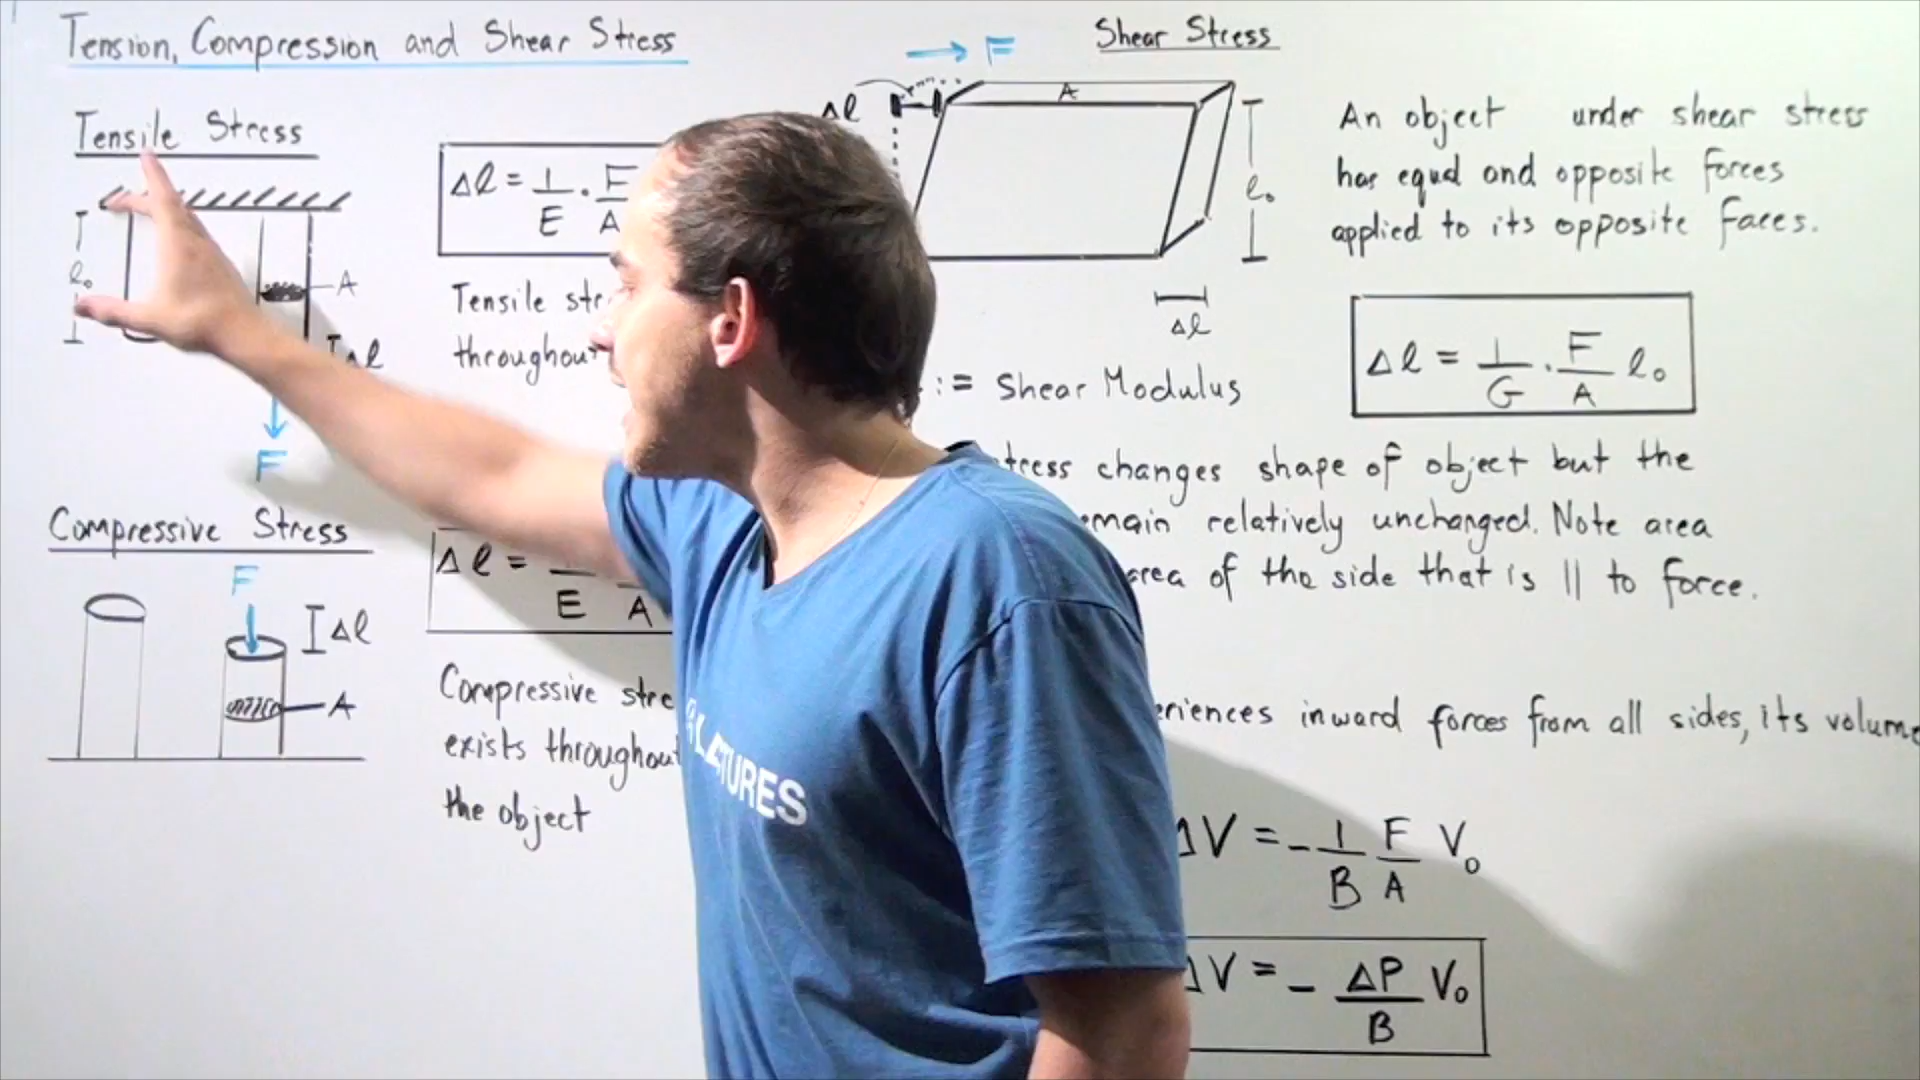 Tension, Compression and Shear Stress
Tensile Stress
l₀
A
Δl
F
Δl = 1/E · F/A
Tensile
throughout
Compressive Stress
F
Δl
A
Δl =
E A
Compressive
exists throughout
the object
Shear Stress
F
Δl
A
l₀
Δl
An object under shear stress
has equal and opposite forces
applied to its opposite faces.
:= Shear Modulus
Δl = 1/G · F/A l₀
changes shape of object but the
relatively unchanged. Note area
of the side that is || to force.
inward forces from all sides, its volume
ΔV = - 1/B F/A V₀
ΔV = - ΔP/B V₀